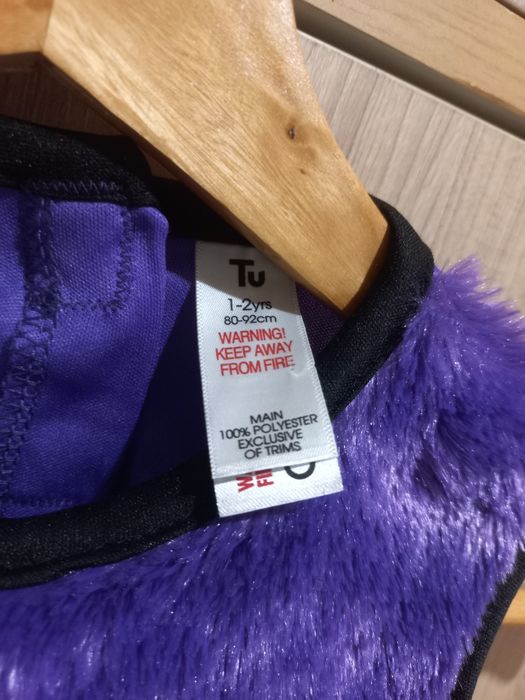 Tu
1-2yrs
80-92cm
WARNING!
KEEP AWAY
FROM FIRE
MAIN
100% POLYESTER
EXCLUSIVE
OF TRIMS